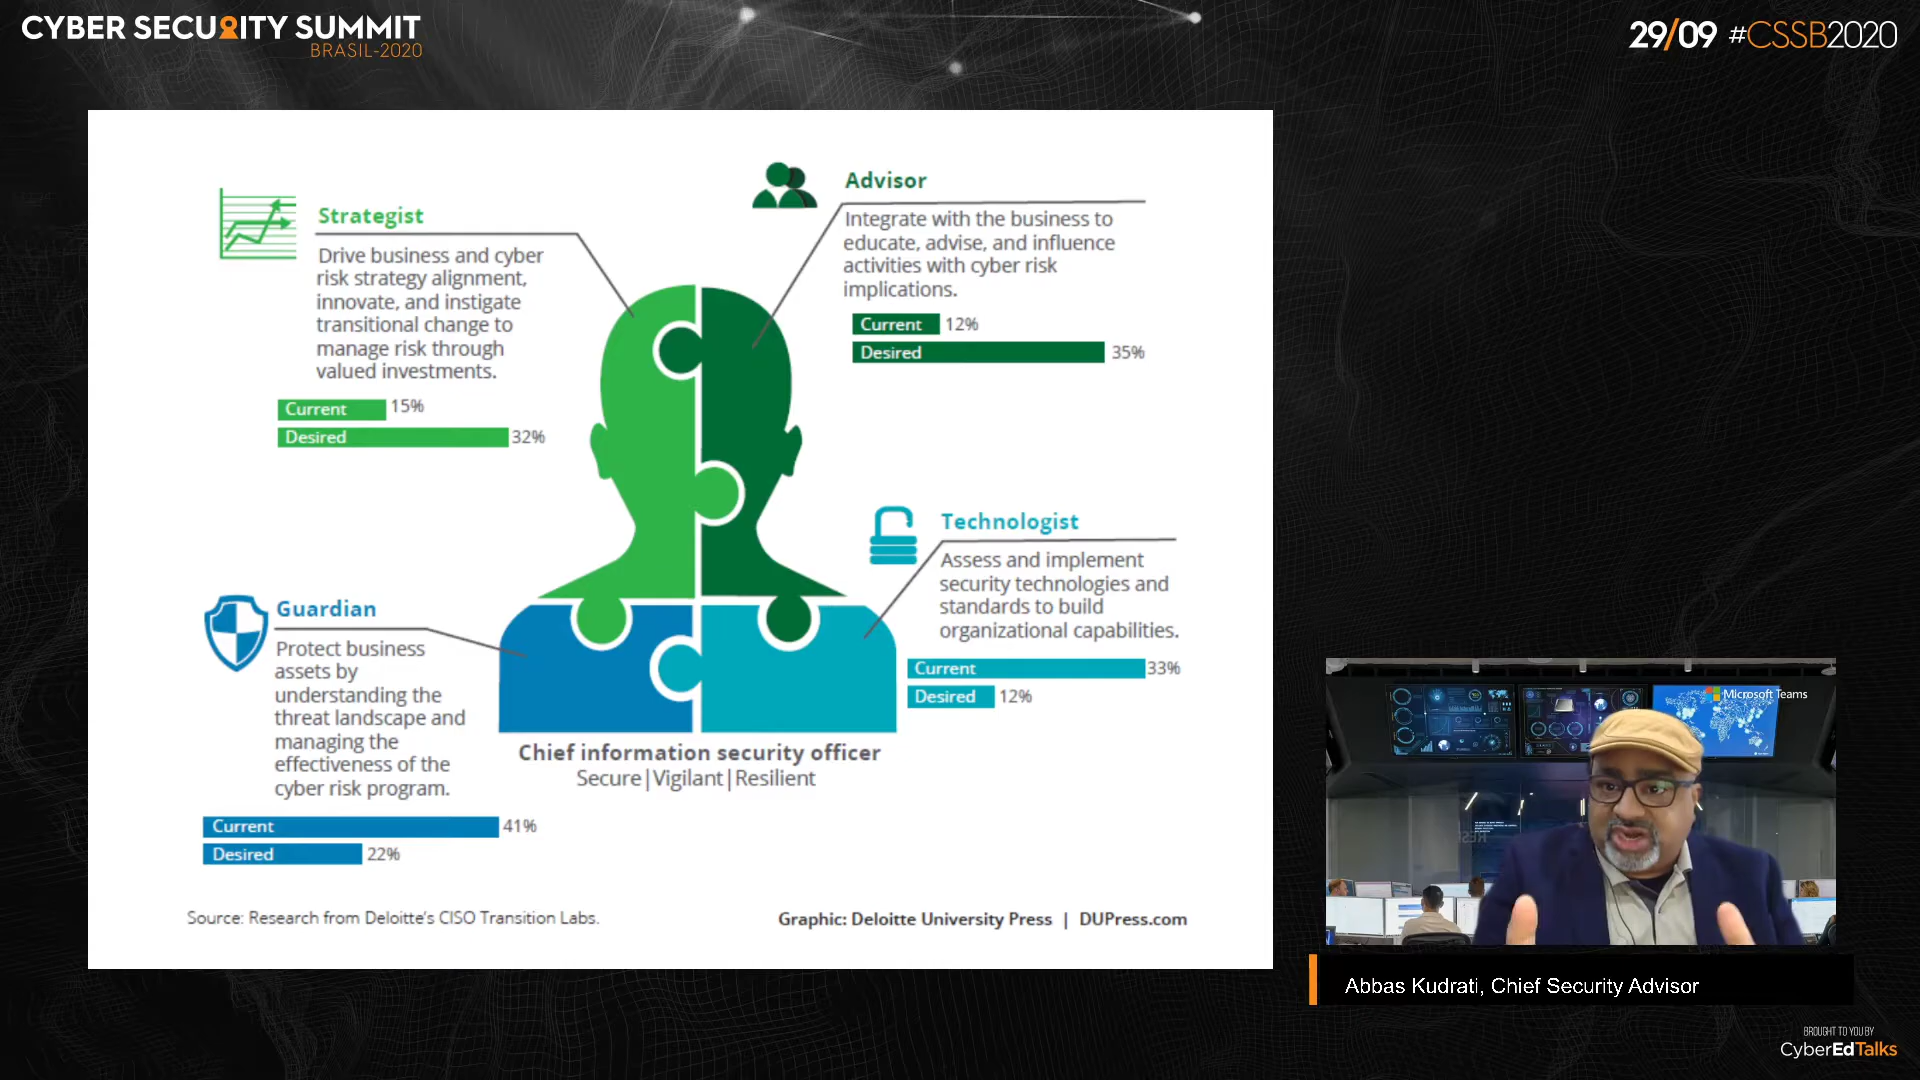 CYBER SECURITY SUMMIT
BRASIL-2020
29/09 #CSSB2020
Strategist
Drive business and cyber
risk strategy alignment,
innovate, and instigate
transitional change to
manage risk through
valued investments.
Current 15%
Desired 32%
Advisor
Integrate with the business to
educate, advise, and influence
activities with cyber risk
implications.
Current 12%
Desired 35%
Technologist
Assess and implement
security technologies and
standards to build
organizational capabilities.
Current 33%
Desired 12%
Guardian
Protect business
assets by
understanding the
threat landscape and
managing the
effectiveness of the
cyber risk program.
Current 41%
Desired 22%
Chief information security officer
Secure|Vigilant|Resilient
Source: Research from Deloitte's CISO Transition Labs.
Graphic: Deloitte University Press | DUPress.com
Microsoft Teams
Abbas Kudrati, Chief Security Advisor
BROUGHT TO YOU BY
CyberEdTalks